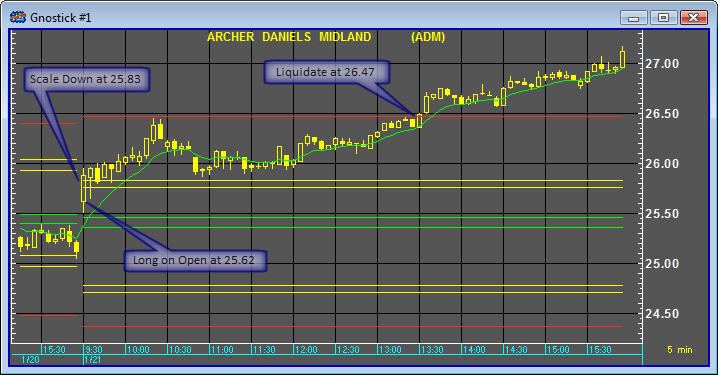 Gnostick #1
ARCHER DANIELS MIDLAND (ADM)
Scale Down at 25.83
Liquidate at 26.47
Long on Open at 25.62
27.00
26.50
26.00
25.50
25.00
24.50
15:30 9:30 10:00 10:30 11:00 11:30 12:00 12:30 13:00 13:30 14:00 14:30 15:00 15:30
5 min
1/20 1/21